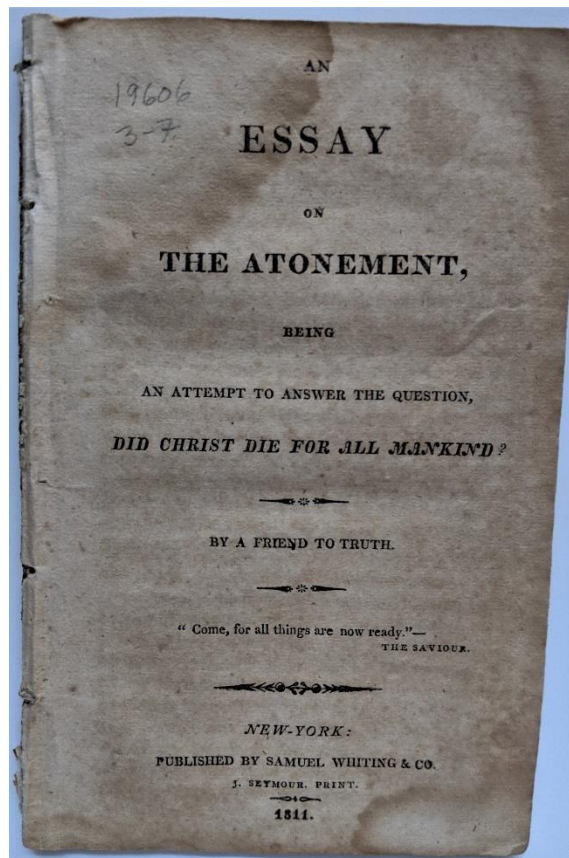 19606
3-7.
AN
ESSAY
ON
THE ATONEMENT,
BEING
AN ATTEMPT TO ANSWER THE QUESTION,
DID CHRIST DIE FOR ALL MANKIND?
BY A FRIEND TO TRUTH.
“ Come, for all things are now ready.”—
THE SAVIOUR.
NEW-YORK:
PUBLISHED BY SAMUEL WHITING & CO.
J. SEYMOUR. PRINT.
1811.